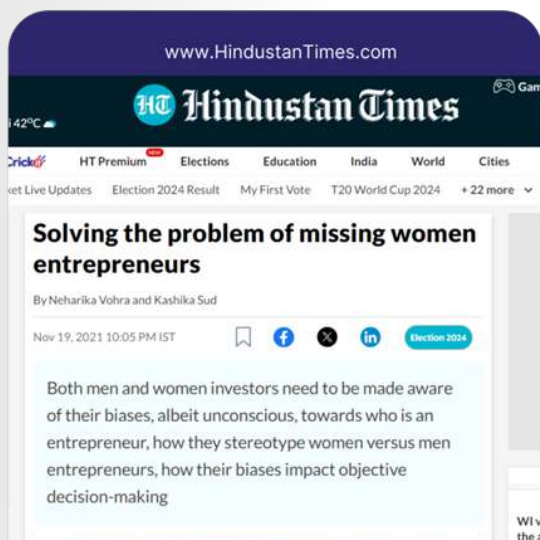 www.HindustanTimes.com
HT Hindustan Times
42°C
NEW
HT Premium Elections Education India World Cities
Live Updates Election 2024 Result My First Vote T20 World Cup 2024 + 22 more
Solving the problem of missing women
entrepreneurs
By Neharika Vohra and Kashika Sud
Nov 19, 2021 10:05 PM IST
Election 2024
Both men and women investors need to be made aware
of their biases, albeit unconscious, towards who is an
entrepreneur, how they stereotype women versus men
entrepreneurs, how their biases impact objective
decision-making